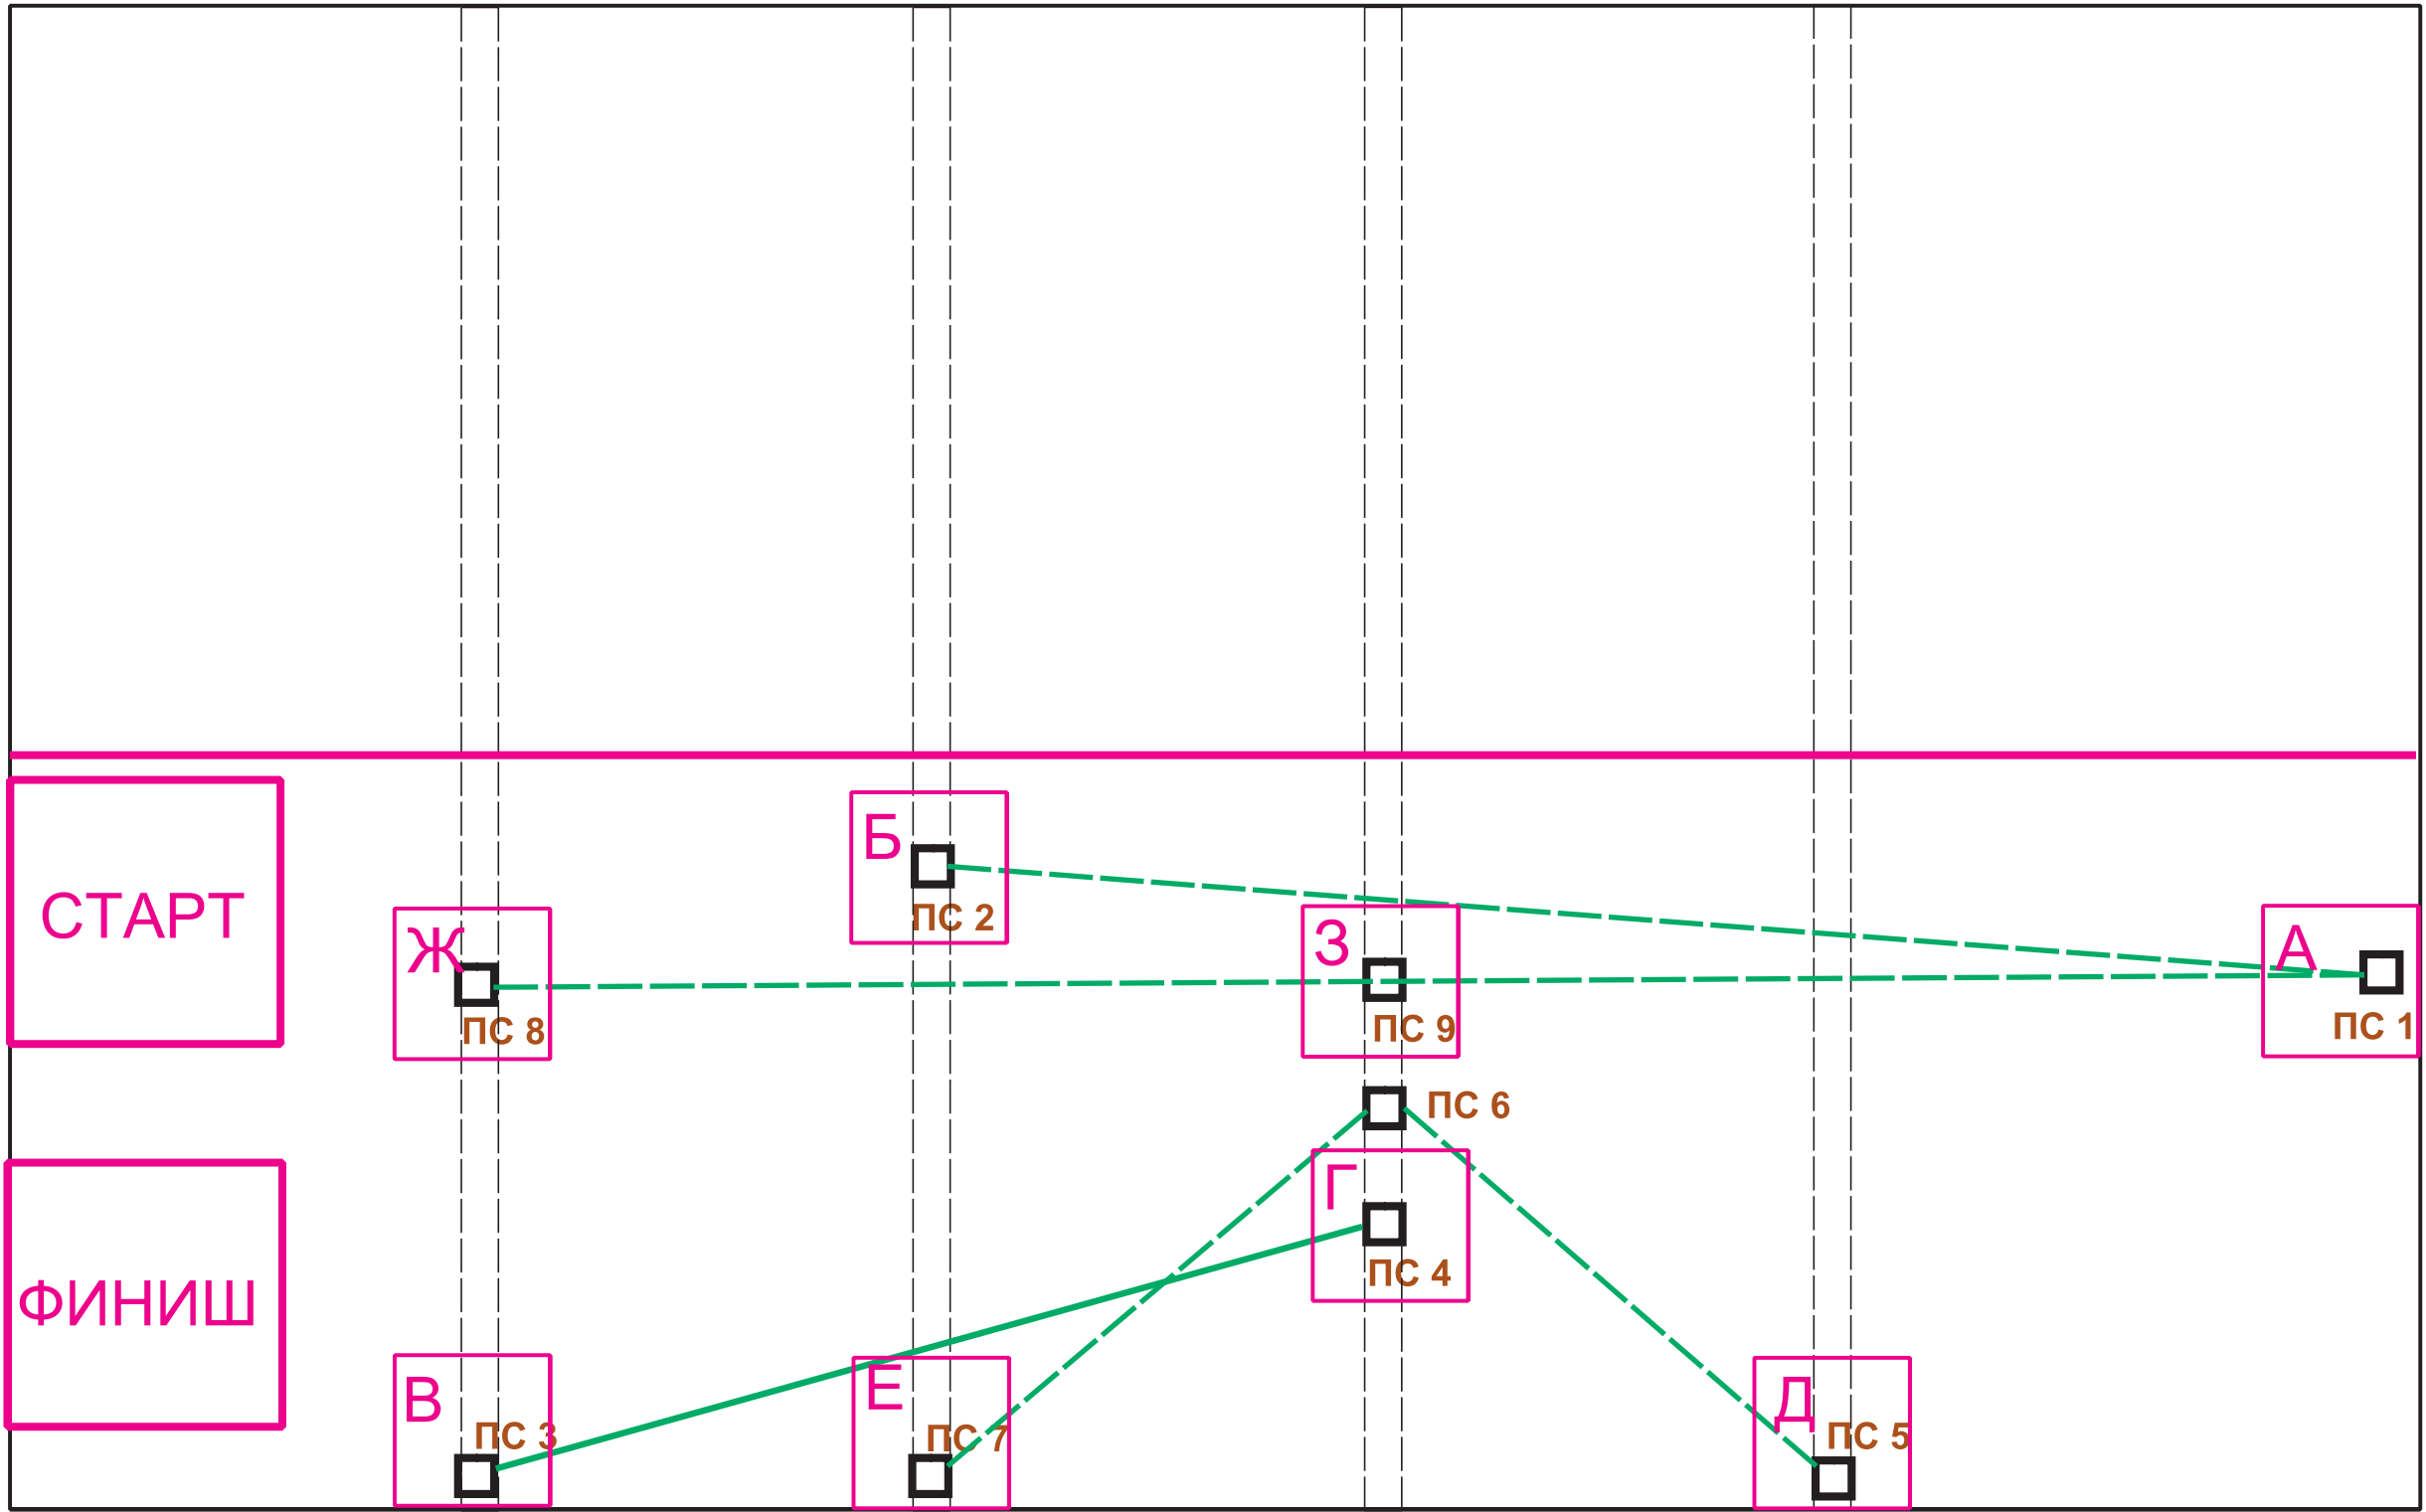 Б
ПС 2
СТАРТ
Ж
ПС 8
З
ПС 9
А
ПС 1
ПС 6
Г
ПС 4
ФИНИШ
В
ПС 3
Е
ПС 7
Д
ПС 5